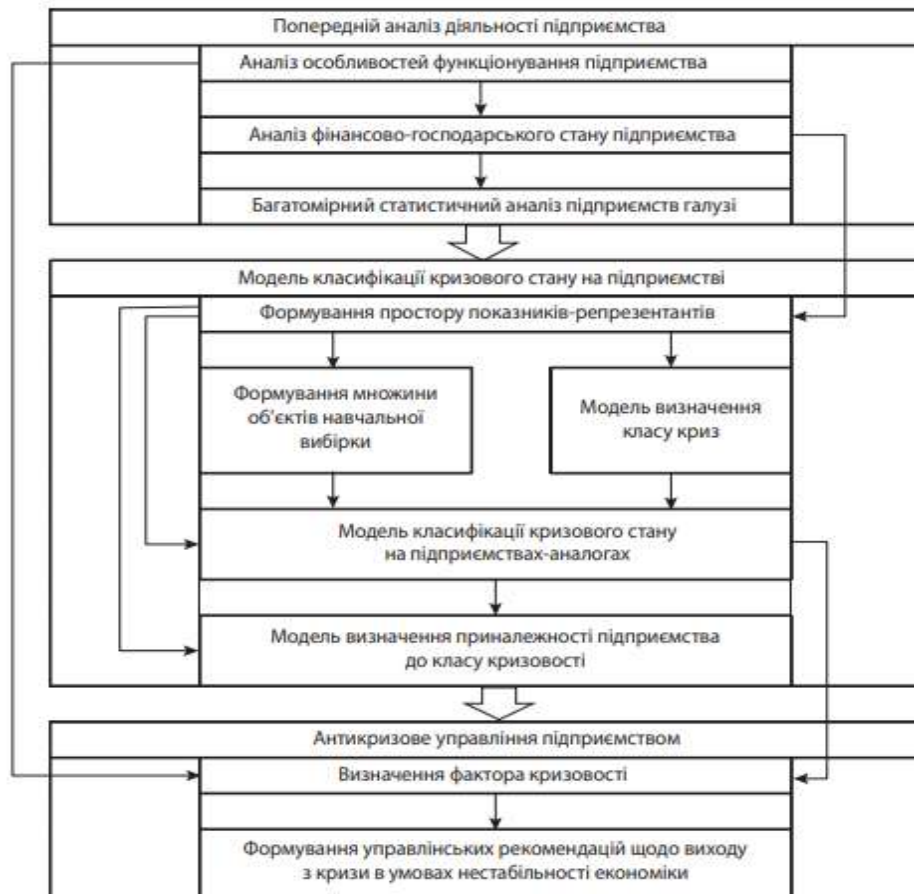 Попередній аналіз діяльності підприємства
Аналіз особливостей функціонування підприємства
Аналіз фінансово-господарського стану підприємства
Багатомірний статистичний аналіз підприємств галузі
Модель класифікації кризового стану на підприємстві
Формування простору показників-репрезентантів
Формування множини
об'єктів навчальної
вибірки
Модель визначення
класу криз
Модель класифікації кризового стану
на підприємствах-аналогах
Модель визначення приналежності підприємства
до класу кризовості
Антикризове управління підприємством
Визначення фактора кризовості
Формування управлінських рекомендацій щодо виходу
з кризи в умовах нестабільності економіки